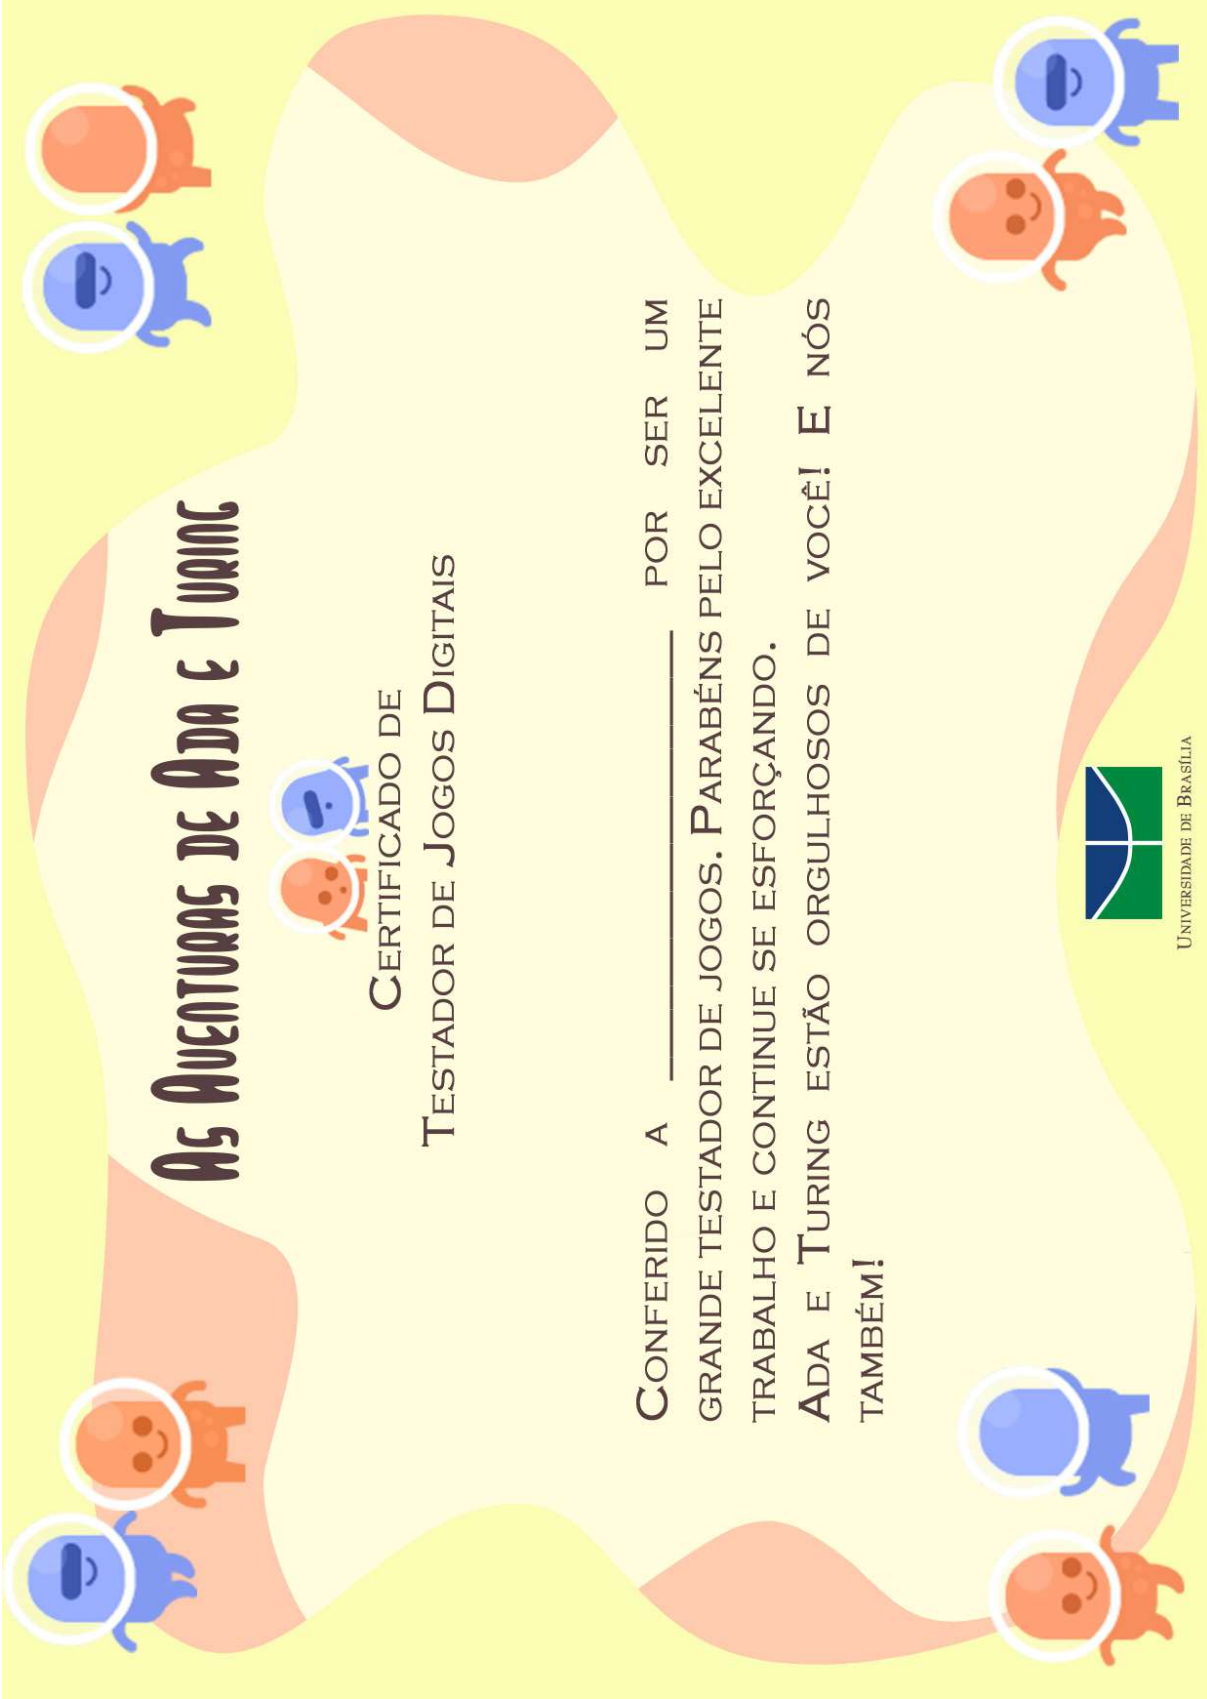 As Aventuras de Ada e Turing
Certificado de
Testador de Jogos Digitais
Conferido a ____________________ por ser um
grande testador de jogos. Parabéns pelo excelente
trabalho e continue se esforçando.
Ada e Turing estão orgulhosos de você! E nós
também!
Universidade de Brasília